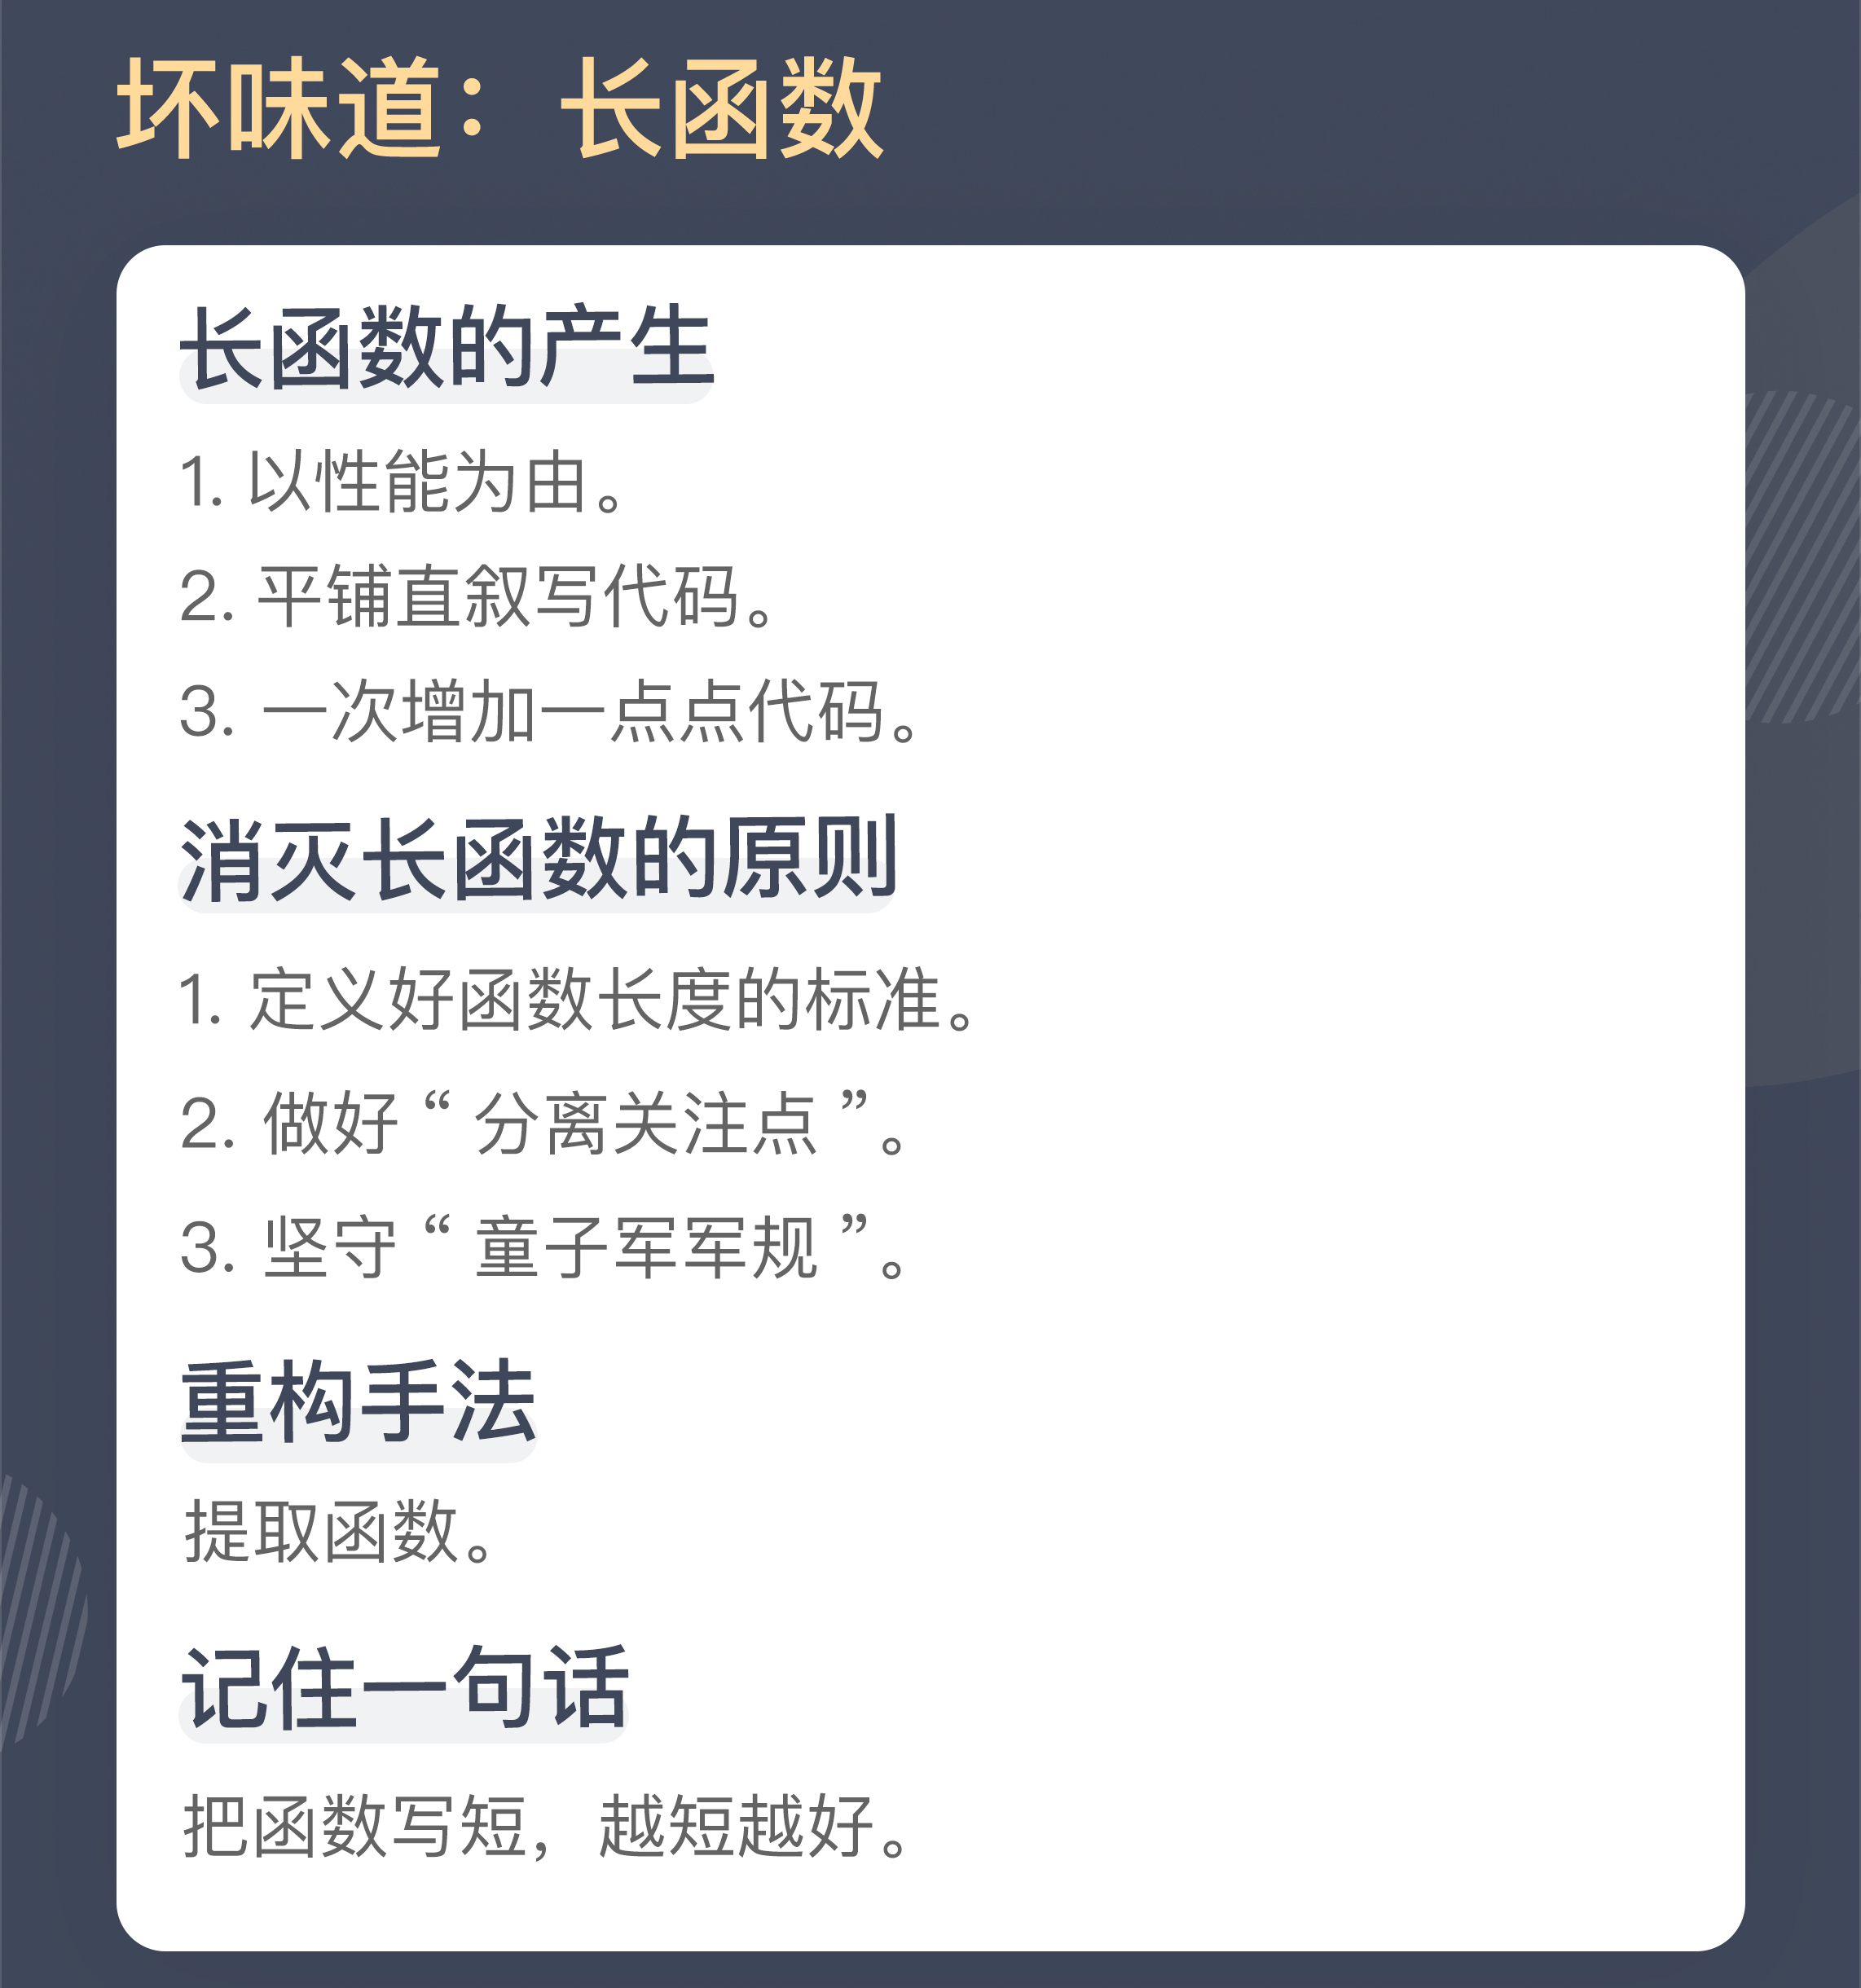 坏味道：长函数
长函数的产生
1. 以性能为由。
2. 平铺直叙写代码。
3. 一次增加一点点代码。
消灭长函数的原则
1. 定义好函数长度的标准。
2. 做好“分离关注点”。
3. 坚守“童子军军规”。
重构手法
提取函数。
记住一句话
把函数写短，越短越好。